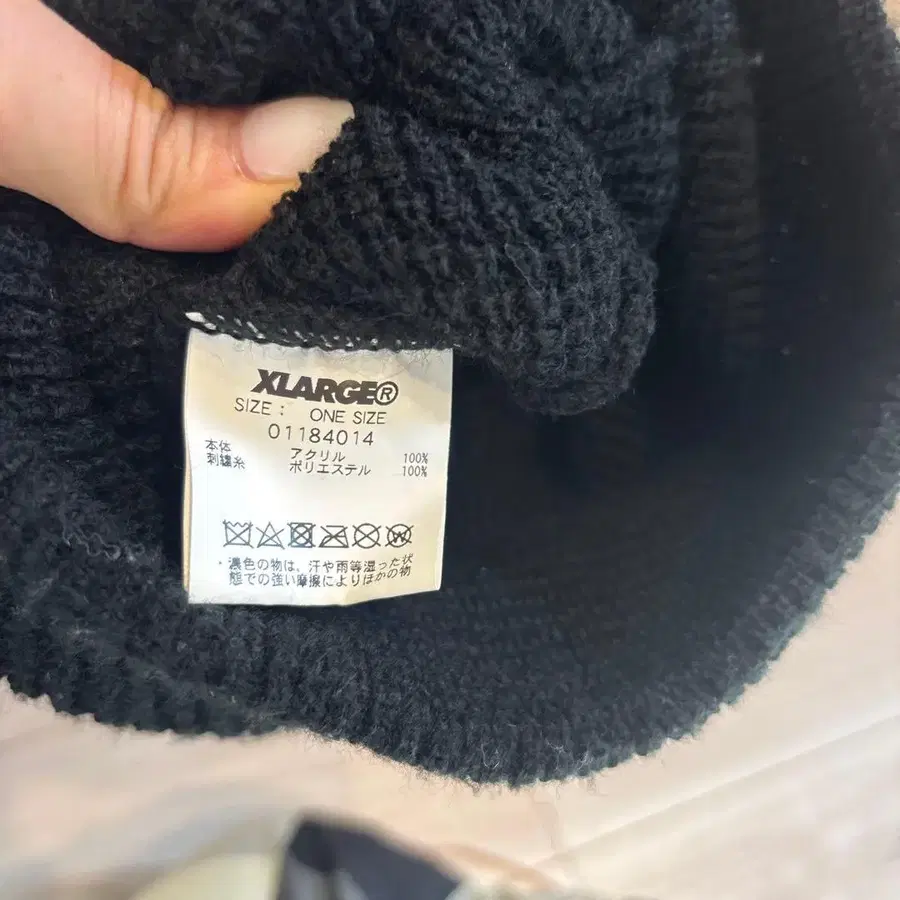 XLARGE®
SIZE : ONE SIZE
01184014
本体 アクリル 100%
刺繍糸 ポリエステル 100%
・濃色の物は、汗や雨等湿った状
態での強い摩擦によりほかの物